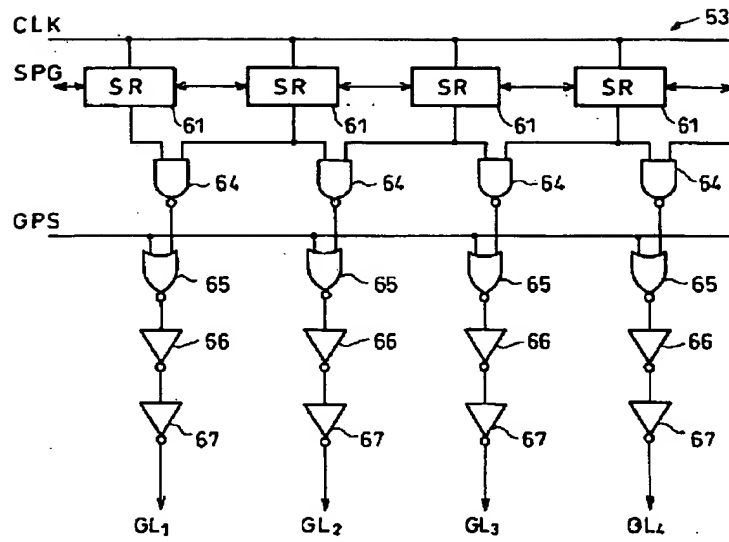 53
CLK
SPG
SR SR SR SR
61 61 61 61
64 64 64 64
GPS
65 65 65 65
66 66 66 66
67 67 67 67
GL1 GL2 GL3 GL4